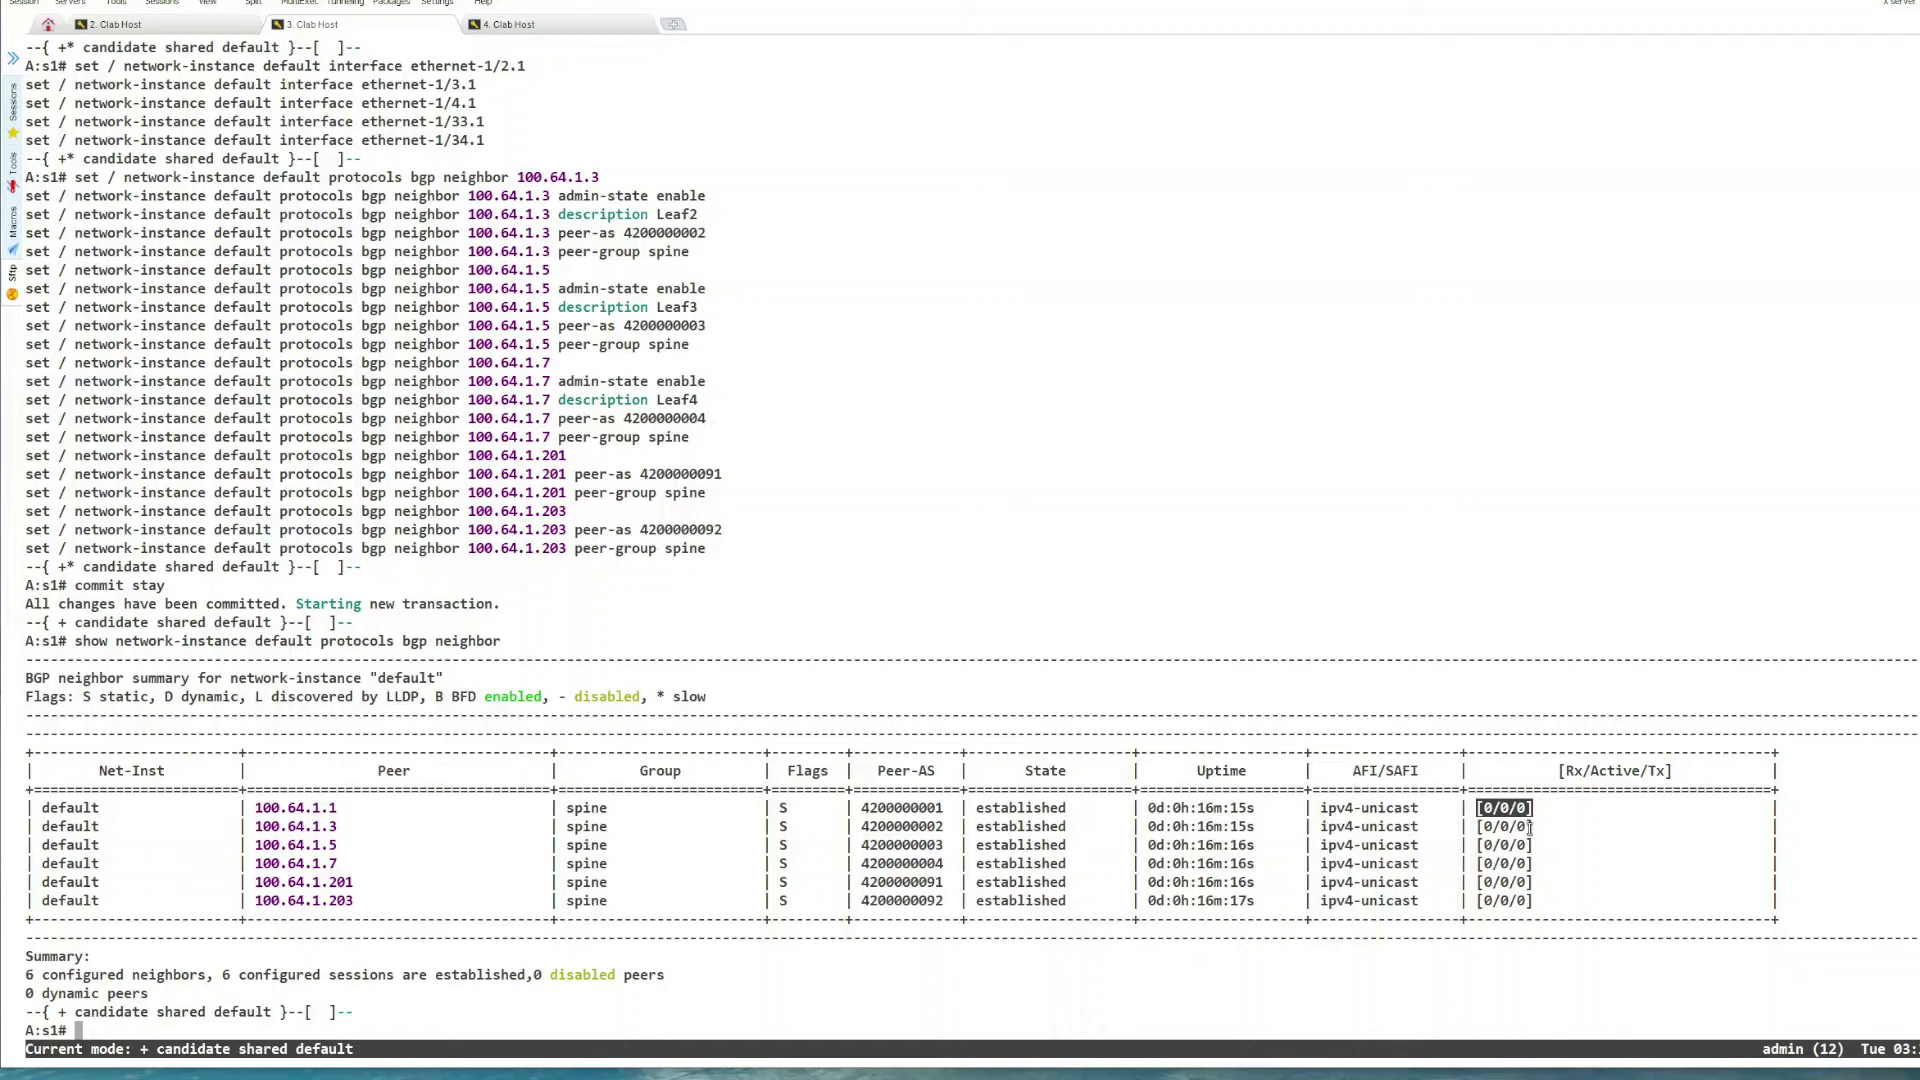 Session Servers Tools Sessions View Split MultiExec Tunneling Packages Settings Help
X server
2. Clab Host
3. Clab Host
4. Clab Host
Sessions
Tools
Macros
Sftp
--{ +* candidate shared default }--[  ]--
A:s1# set / network-instance default interface ethernet-1/2.1
set / network-instance default interface ethernet-1/3.1
set / network-instance default interface ethernet-1/4.1
set / network-instance default interface ethernet-1/33.1
set / network-instance default interface ethernet-1/34.1
--{ +* candidate shared default }--[  ]--
A:s1# set / network-instance default protocols bgp neighbor 100.64.1.3
set / network-instance default protocols bgp neighbor 100.64.1.3 admin-state enable
set / network-instance default protocols bgp neighbor 100.64.1.3 description Leaf2
set / network-instance default protocols bgp neighbor 100.64.1.3 peer-as 4200000002
set / network-instance default protocols bgp neighbor 100.64.1.3 peer-group spine
set / network-instance default protocols bgp neighbor 100.64.1.5
set / network-instance default protocols bgp neighbor 100.64.1.5 admin-state enable
set / network-instance default protocols bgp neighbor 100.64.1.5 description Leaf3
set / network-instance default protocols bgp neighbor 100.64.1.5 peer-as 4200000003
set / network-instance default protocols bgp neighbor 100.64.1.5 peer-group spine
set / network-instance default protocols bgp neighbor 100.64.1.7
set / network-instance default protocols bgp neighbor 100.64.1.7 admin-state enable
set / network-instance default protocols bgp neighbor 100.64.1.7 description Leaf4
set / network-instance default protocols bgp neighbor 100.64.1.7 peer-as 4200000004
set / network-instance default protocols bgp neighbor 100.64.1.7 peer-group spine
set / network-instance default protocols bgp neighbor 100.64.1.201
set / network-instance default protocols bgp neighbor 100.64.1.201 peer-as 4200000091
set / network-instance default protocols bgp neighbor 100.64.1.201 peer-group spine
set / network-instance default protocols bgp neighbor 100.64.1.203
set / network-instance default protocols bgp neighbor 100.64.1.203 peer-as 4200000092
set / network-instance default protocols bgp neighbor 100.64.1.203 peer-group spine
--{ +* candidate shared default }--[  ]--
A:s1# commit stay
All changes have been committed. Starting new transaction.
--{ + candidate shared default }--[  ]--
A:s1# show network-instance default protocols bgp neighbor
BGP neighbor summary for network-instance "default"
Flags: S static, D dynamic, L discovered by LLDP, B BFD enabled, - disabled, * slow
| Net-Inst | Peer | Group | Flags | Peer-AS | State | Uptime | AFI/SAFI | [Rx/Active/Tx] |
| default | 100.64.1.1 | spine | S | 4200000001 | established | 0d:0h:16m:15s | ipv4-unicast | [0/0/0] |
| default | 100.64.1.3 | spine | S | 4200000002 | established | 0d:0h:16m:15s | ipv4-unicast | [0/0/0] |
| default | 100.64.1.5 | spine | S | 4200000003 | established | 0d:0h:16m:16s | ipv4-unicast | [0/0/0] |
| default | 100.64.1.7 | spine | S | 4200000004 | established | 0d:0h:16m:16s | ipv4-unicast | [0/0/0] |
| default | 100.64.1.201 | spine | S | 4200000091 | established | 0d:0h:16m:16s | ipv4-unicast | [0/0/0] |
| default | 100.64.1.203 | spine | S | 4200000092 | established | 0d:0h:16m:17s | ipv4-unicast | [0/0/0] |
Summary:
6 configured neighbors, 6 configured sessions are established,0 disabled peers
0 dynamic peers
--{ + candidate shared default }--[  ]--
A:s1#
Current mode: + candidate shared default
admin (12) Tue 03: